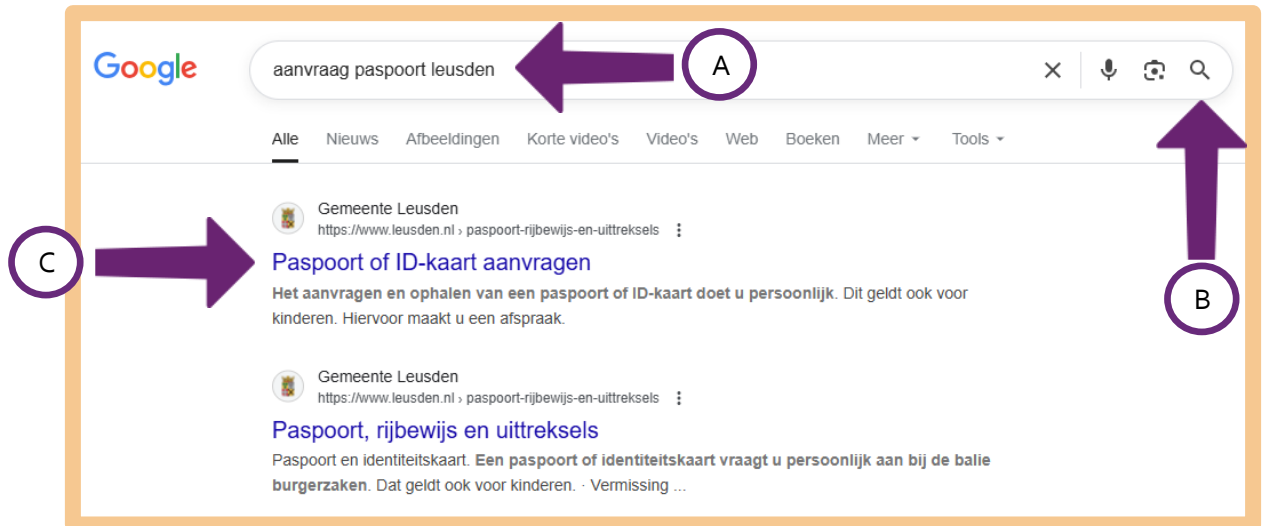 Google
aanvraag paspoort leusden
A
Alle Nieuws Afbeeldingen Korte video's Video's Web Boeken Meer Tools
Gemeente Leusden
https://www.leusden.nl › paspoort-rijbewijs-en-uittreksels
C
Paspoort of ID-kaart aanvragen
Het aanvragen en ophalen van een paspoort of ID-kaart doet u persoonlijk. Dit geldt ook voor
kinderen. Hiervoor maakt u een afspraak.
B
Gemeente Leusden
https://www.leusden.nl › paspoort-rijbewijs-en-uittreksels
Paspoort, rijbewijs en uittreksels
Paspoort en identiteitskaart. Een paspoort of identiteitskaart vraagt u persoonlijk aan bij de balie
burgerzaken. Dat geldt ook voor kinderen. · Vermissing ...